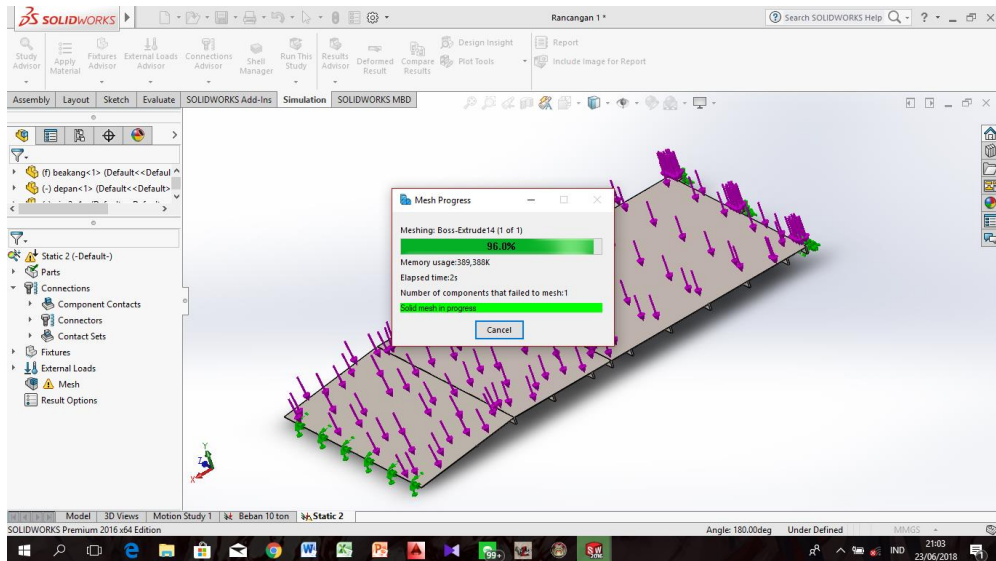 SOLIDWORKS
Rancangan 1 *
Search SOLIDWORKS Help
Study Advisor
Apply Material
Fixtures Advisor
External Loads Advisor
Connections Advisor
Shell Manager
Run This Study
Results Advisor
Deformed Result
Compare Results
Design Insight
Plot Tools
Report
Include Image for Report
Assembly Layout Sketch Evaluate SOLIDWORKS Add-Ins Simulation SOLIDWORKS MBD
(f) beakang<1> (Default<<Defaul
(-) depan<1> (Default<<Default>
Static 2 (-Default-)
Parts
Connections
Component Contacts
Connectors
Contact Sets
Fixtures
External Loads
Mesh
Result Options
Mesh Progress
Meshing: Boss-Extrude14 (1 of 1)
96.0%
Memory usage:389,388K
Elapsed time:2s
Number of components that failed to mesh:1
Solid mesh in progress
Cancel
Y
Z
X
Model 3D Views Motion Study 1 Beban 10 ton Static 2
SOLIDWORKS Premium 2016 x64 Edition
Angle: 180.00deg Under Defined MMGS
99+
IND
21:03
23/06/2018